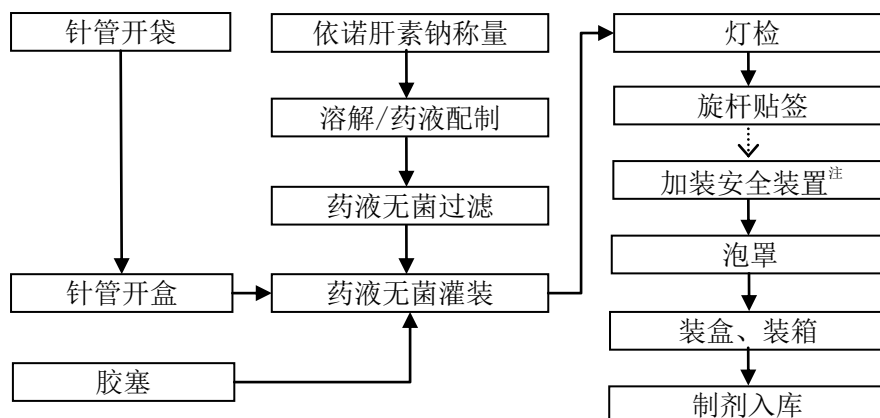 针管开袋
依诺肝素钠称量
灯检
溶解/药液配制
旋杆贴签
药液无菌过滤
加装安全装置注
泡罩
针管开盒
药液无菌灌装
装盒、装箱
胶塞
制剂入库